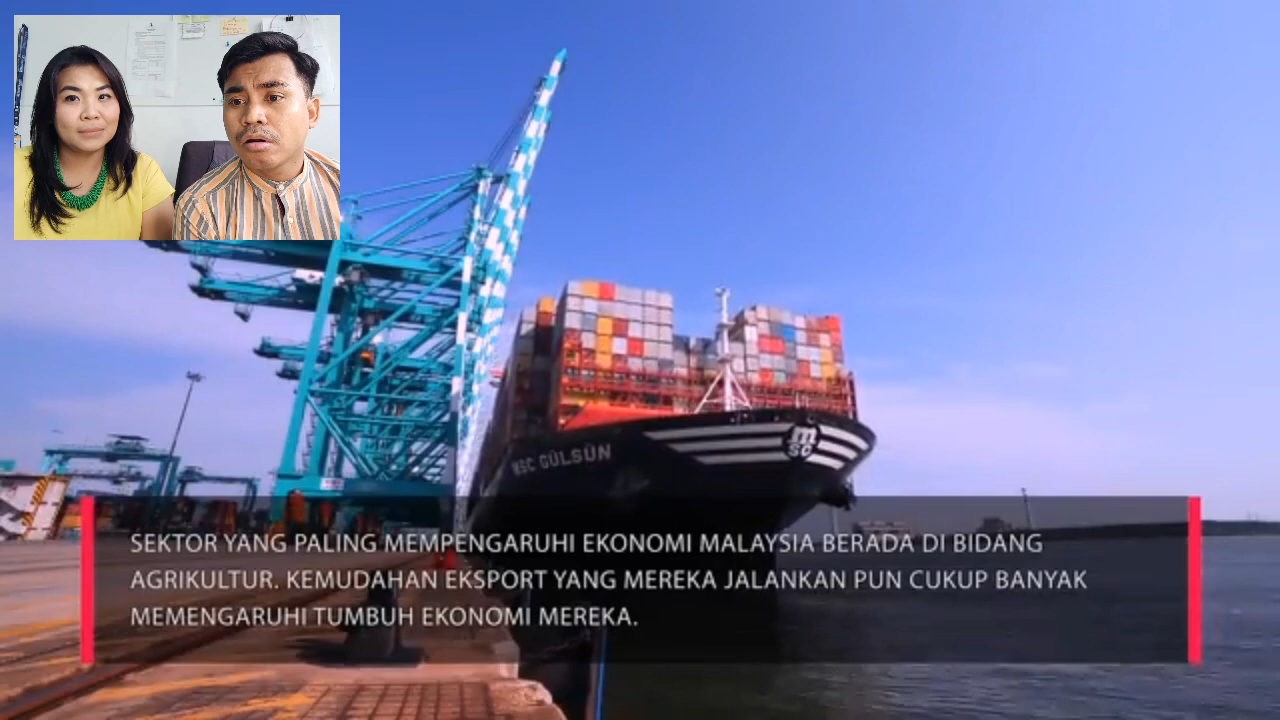 MSC GÜLSÜN
m
SC
SEKTOR YANG PALING MEMPENGARUHI EKONOMI MALAYSIA BERADA DI BIDANG
AGRIKULTUR. KEMUDAHAN EKSPORT YANG MEREKA JALANKAN PUN CUKUP BANYAK
MEMENGARUHI TUMBUH EKONOMI MEREKA.